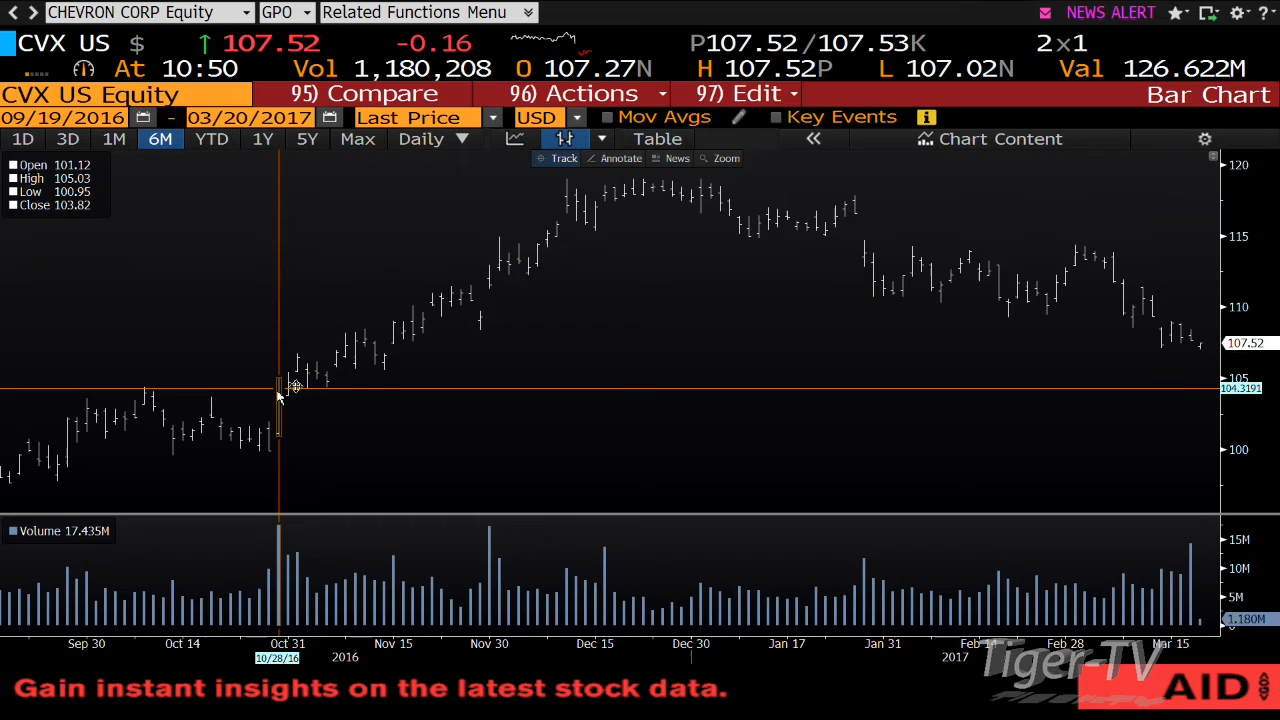 CHEVRON CORP Equity GPO Related Functions Menu NEWS ALERT
CVX US $ 107.52 -0.16 P107.52/107.53K 2x1
At 10:50 Vol 1,180,208 O 107.27N H 107.52P L 107.02N Val 126.622M
CVX US Equity 95) Compare 96) Actions 97) Edit Bar Chart
09/19/2016 - 03/20/2017 Last Price USD Mov Avgs Key Events
1D 3D 1M 6M YTD 1Y 5Y Max Daily Table Chart Content
Track Annotate News Zoom
Open 101.12
High 105.03
Low 100.95
Close 103.82
120
115
110
107.52
105
104.3191
100
Volume 17.435M
15M
10M
5M
1.180M
0
Sep 30 Oct 14 Oct 31 Nov 15 Nov 30 Dec 15 Dec 30 Jan 17 Jan 31 Feb 14 Feb 28 Mar 15
10/28/16 2016 2017
Tiger-TV
Gain instant insights on the latest stock data. AID